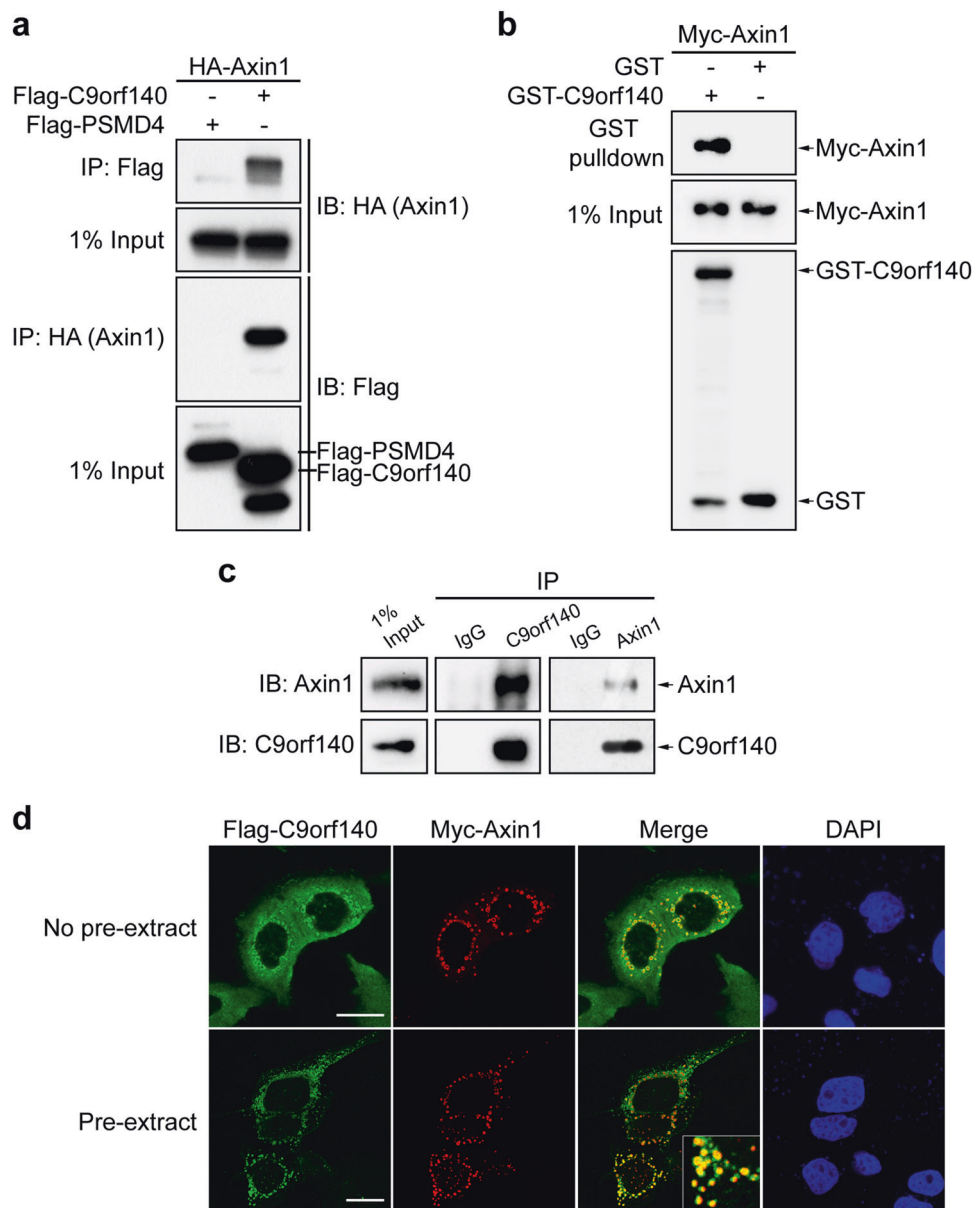 a
HA-Axin1
Flag-C9orf140 - +
Flag-PSMD4 + -
IP: Flag
IB: HA (Axin1)
1% Input
IP: HA (Axin1)
IB: Flag
1% Input
Flag-PSMD4
Flag-C9orf140
b
Myc-Axin1
GST - +
GST-C9orf140 + -
GST
pulldown
Myc-Axin1
1% Input
Myc-Axin1
GST-C9orf140
GST
c
IP
1%
Input
IgG
C9orf140
IgG
Axin1
IB: Axin1
Axin1
IB: C9orf140
C9orf140
d
Flag-C9orf140 Myc-Axin1 Merge DAPI
No pre-extract
Pre-extract